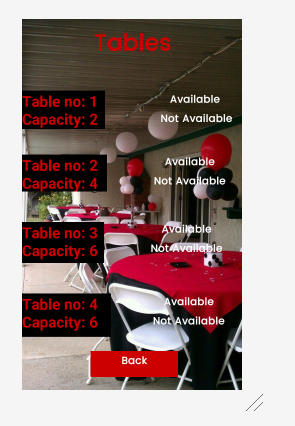 Tables
Table no: 1
Capacity: 2
Available
Not Available
Table no: 2
Capacity: 4
Available
Not Available
Table no: 3
Capacity: 6
Available
Not Available
Table no: 4
Capacity: 6
Available
Not Available
Back